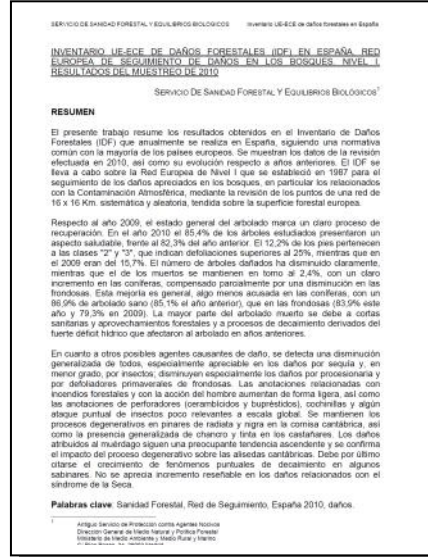 SERVICIO DE SANIDAD FORESTAL Y EQUILIBRIOS BIOLOGICOS Inventario UE-ECE de daños forestales en España
INVENTARIO UE-ECE DE DAÑOS FORESTALES (IDF) EN ESPAÑA. RED
EUROPEA DE SEGUIMIENTO DE DAÑOS EN LOS BOSQUES. NIVEL I.
RESULTADOS DEL MUESTREO DE 2010
SERVICIO DE SANIDAD FORESTAL Y EQUILIBRIOS BIOLÓGICOS¹
RESUMEN
El presente trabajo resume los resultados obtenidos en el Inventario de Daños
Forestales (IDF) que anualmente se realiza en España, siguiendo una normativa
común con la mayoría de los países europeos. Se muestran los datos de la revisión
efectuada en 2010, así como su evolución respecto a años anteriores. El IDF se
lleva a cabo sobre la Red Europea de Nivel I que se estableció en 1987 para el
seguimiento de los daños apreciados en los bosques, en particular los relacionados
con la Contaminación Atmosférica, mediante la revisión de los puntos de una red de
16 x 16 Km. sistemática y aleatoria, tendida sobre la superficie forestal europea.
Respecto al año 2009, el estado general del arbolado marca un claro proceso de
recuperación. En el año 2010 el 85,4% de los árboles estudiados presentaron un
aspecto saludable, frente al 82,3% del año anterior. El 12,2% de los pies pertenecen
a las clases "2" y "3", que indican defoliaciones superiores al 25%, mientras que en
el 2009 eran del 15,7%. El número de árboles dañados ha disminuido claramente,
mientras que el de los muertos se mantienen en torno al 2,4%, con un claro
incremento en las coníferas, compensado parcialmente por una disminución en las
frondosas. Esta mejoría es general, algo menos acusada en las coníferas, con un
86,9% de arbolado sano (85,1% el año anterior), que en las frondosas (83,9% este
año y 79,3% en 2009). La mayor parte del arbolado muerto se debe a cortas
sanitarias y aprovechamientos forestales y a procesos de decaimiento derivados del
fuerte déficit hídrico que afectaron al arbolado en años anteriores.
En cuanto a otros posibles agentes causantes de daño, se detecta una disminución
generalizada de todos, especialmente apreciable en los daños por sequía y, en
menor grado, por insectos; disminuyen especialmente los daños por procesionaria y
por defoliadores primaverales de frondosas. Las anotaciones relacionadas con
incendios forestales y con la acción del hombre aumentan de forma ligera, así como
las anotaciones de perforadores (cerambícidos y bupréstidos), cochinillas y algún
ataque puntual de insectos poco relevantes a escala global. Se mantienen los
procesos degenerativos en pinares de radiata y nigra en la cornisa cantábrica, así
como la presencia generalizada de chancro y tinta en los castañares. Los daños
atribuidos al muérdago siguen una preocupante tendencia ascendente y se confirma
el impacto del proceso degenerativo sobre las alisedas cantábricas. Debe por último
citarse el crecimiento de fenómenos puntuales de decaimiento en algunos
sabinares. No se aprecia incremento reseñable en los daños relacionados con el
síndrome de la Seca.
Palabras clave: Sanidad Forestal, Red de Seguimiento, España 2010, daños.
1 Antiguo Servicio de Protección contra Agentes Nocivos
Dirección General de Medio Natural y Política Forestal
Ministerio de Medio Ambiente y Medio Rural y Marino